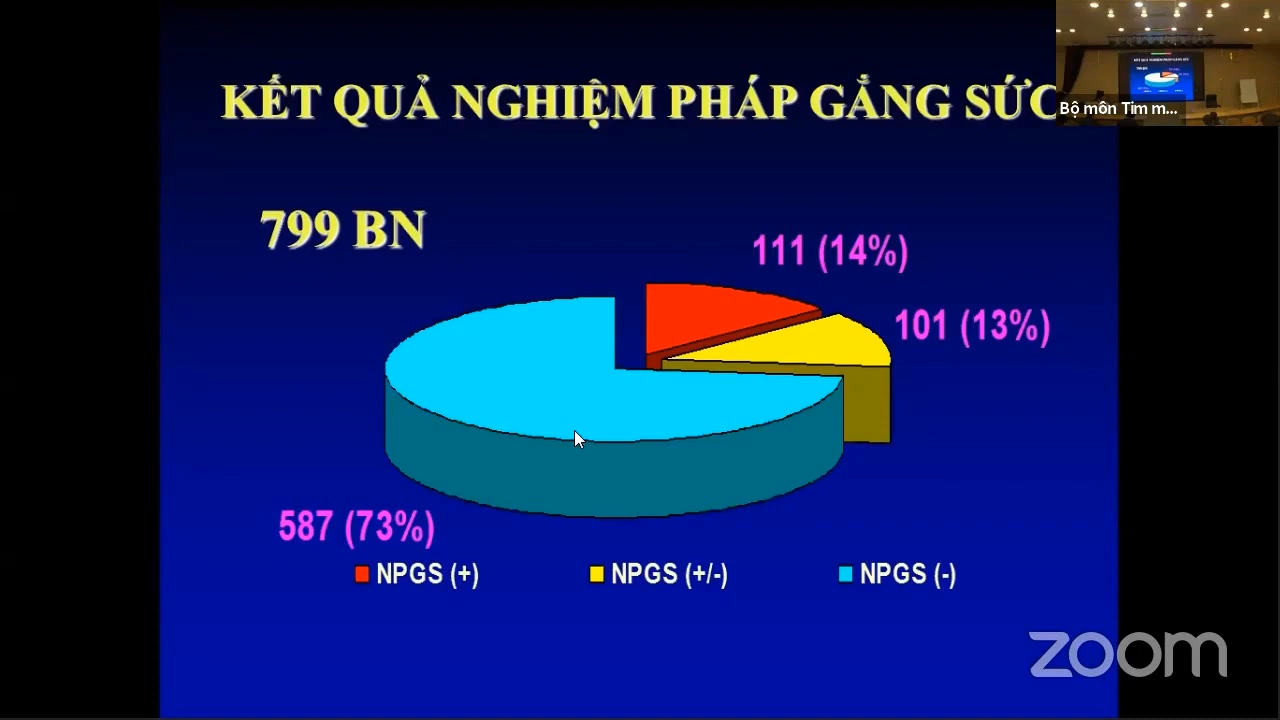 KẾT QUẢ NGHIỆM PHÁP GẮNG SỨC
Bộ môn Tim m...
799 BN
111 (14%)
101 (13%)
587 (73%)
NPGS (+)
NPGS (+/-)
NPGS (-)
zoom